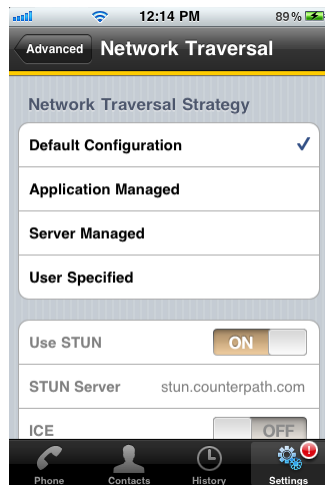 12:14 PM 89%
Advanced Network Traversal
Network Traversal Strategy
Default Configuration
Application Managed
Server Managed
User Specified
Use STUN ON
STUN Server stun.counterpath.com
ICE OFF
!
Phone Contacts History Settings